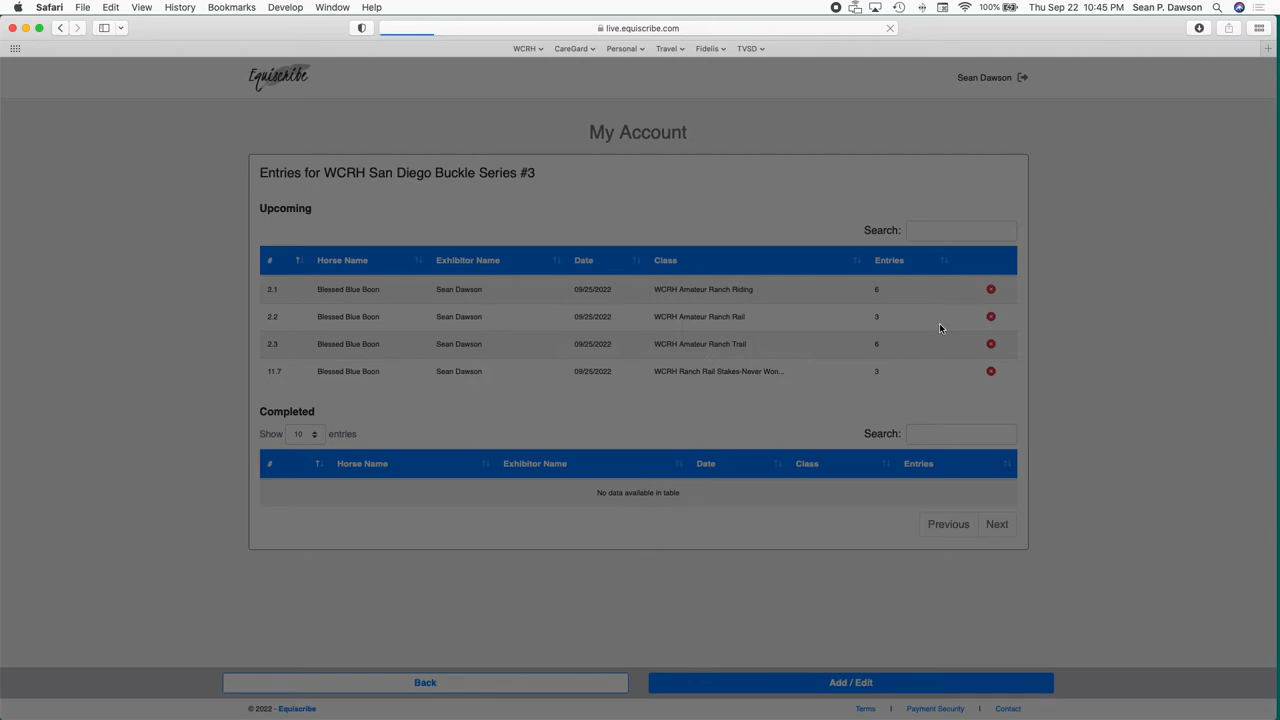 Safari File Edit View History Bookmarks Develop Window Help 100% Thu Sep 22 10:45 PM Sean P. Dawson
live.equiscribe.com
WCRH CareGard Personal Travel Fidelis TVSD
Equiscribe Sean Dawson
My Account
Entries for WCRH San Diego Buckle Series #3
Upcoming
Search:
# Horse Name Exhibitor Name Date Class Entries
2.1 Blessed Blue Boon Sean Dawson 09/25/2022 WCRH Amateur Ranch Riding 6
2.2 Blessed Blue Boon Sean Dawson 09/25/2022 WCRH Amateur Ranch Rail 3
2.3 Blessed Blue Boon Sean Dawson 09/25/2022 WCRH Amateur Ranch Trail 6
11.7 Blessed Blue Boon Sean Dawson 09/25/2022 WCRH Ranch Rail Stakes-Never Won... 3
Completed
Show 10 entries Search:
# Horse Name Exhibitor Name Date Class Entries
No data available in table
Previous Next
Back Add / Edit
© 2022 - Equiscribe Terms | Payment Security | Contact